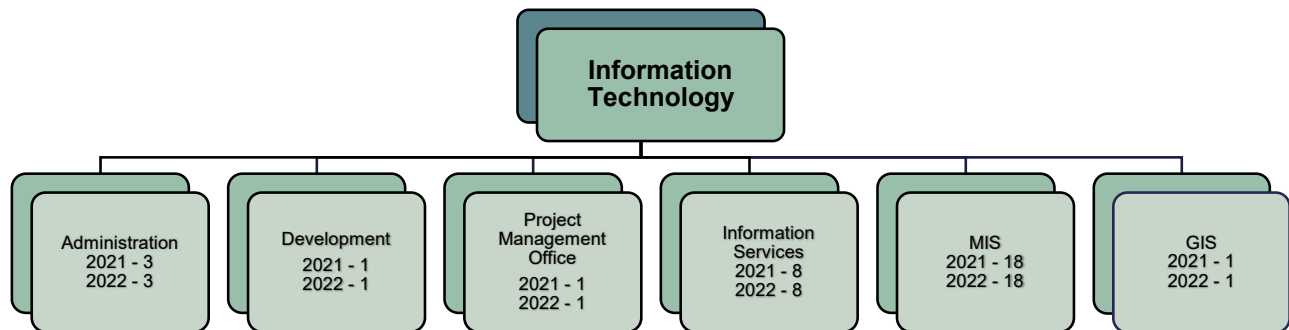 Information
Technology
Administration
2021 - 3
2022 - 3
Development
2021 - 1
2022 - 1
Project
Management
Office
2021 - 1
2022 - 1
Information
Services
2021 - 8
2022 - 8
MIS
2021 - 18
2022 - 18
GIS
2021 - 1
2022 - 1